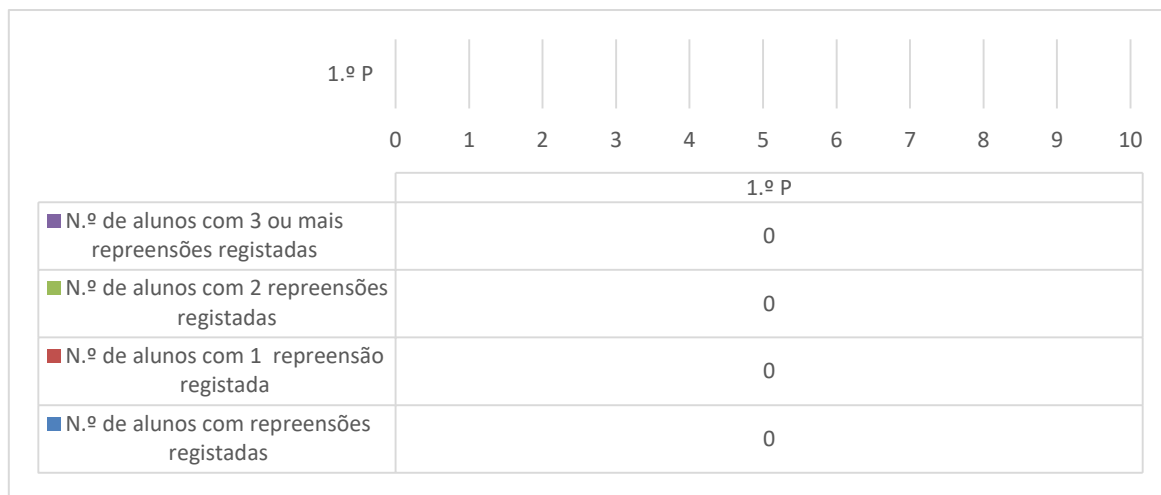 1.º P
0 1 2 3 4 5 6 7 8 9 10
1.º P
N.º de alunos com 3 ou mais
repreensões registadas
0
N.º de alunos com 2 repreensões
registadas
0
N.º de alunos com 1  repreensão
registada
0
N.º de alunos com repreensões
registadas
0